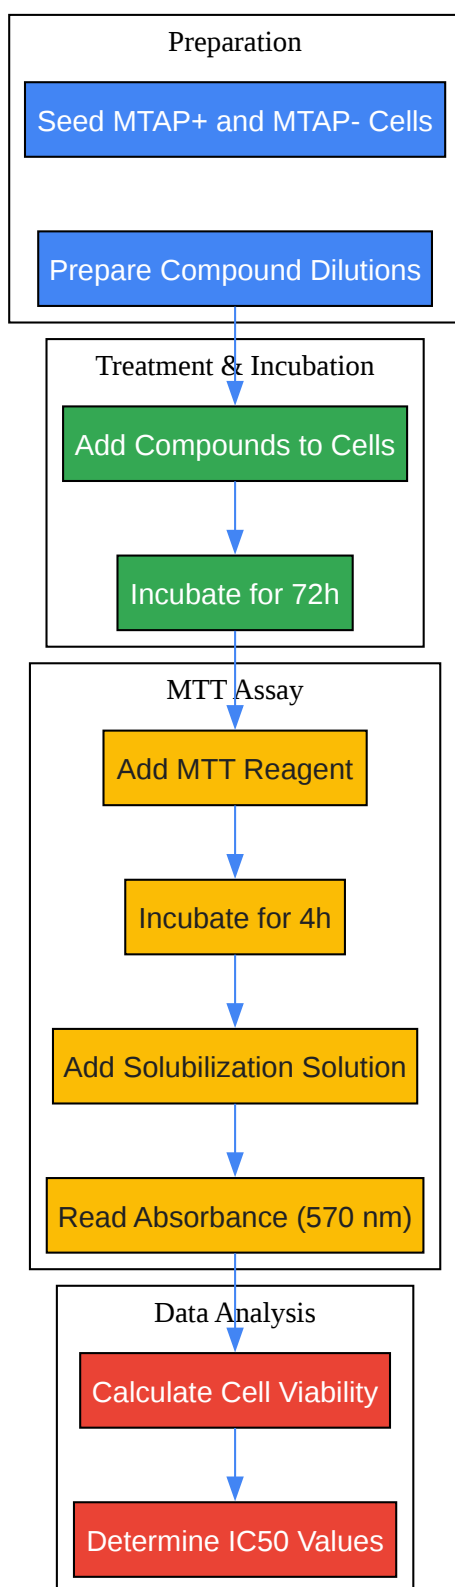 Preparation
Seed MTAP+ and MTAP- Cells
Prepare Compound Dilutions
Treatment & Incubation
Add Compounds to Cells
Incubate for 72h
MTT Assay
Add MTT Reagent
Incubate for 4h
Add Solubilization Solution
Read Absorbance (570 nm)
Data Analysis
Calculate Cell Viability
Determine IC50 Values